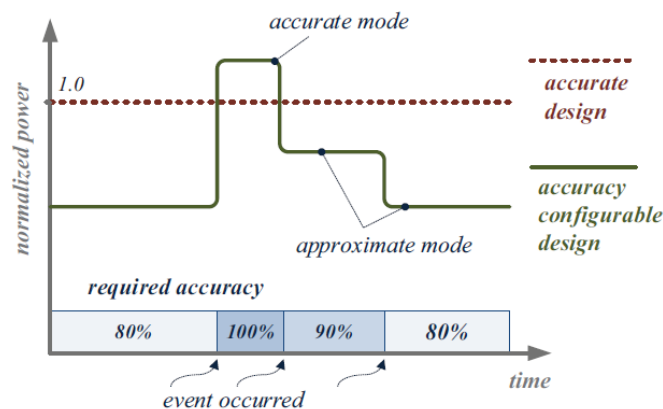 accurate mode
1.0
accurate
design
normalized power
accuracy
configurable
design
approximate mode
required accuracy
80% 100% 90% 80%
time
event occurred